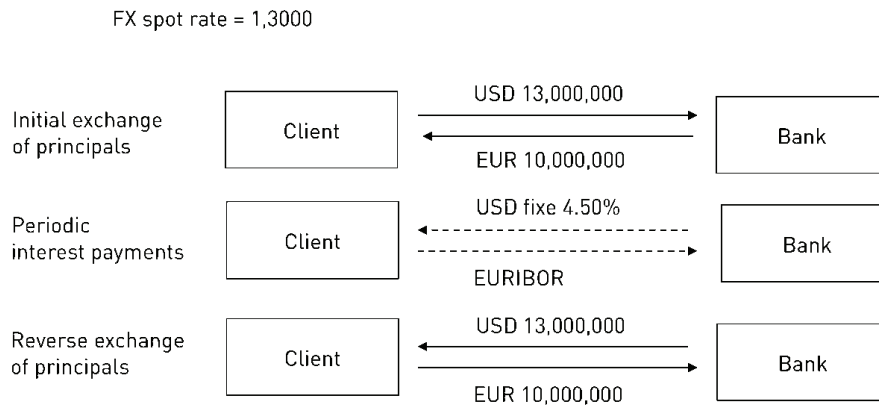 FX spot rate = 1,3000
USD 13,000,000
Initial exchange
of principals
Client
Bank
EUR 10,000,000
USD fixe 4.50%
Periodic
interest payments
Client
Bank
EURIBOR
USD 13,000,000
Reverse exchange
of principals
Client
Bank
EUR 10,000,000